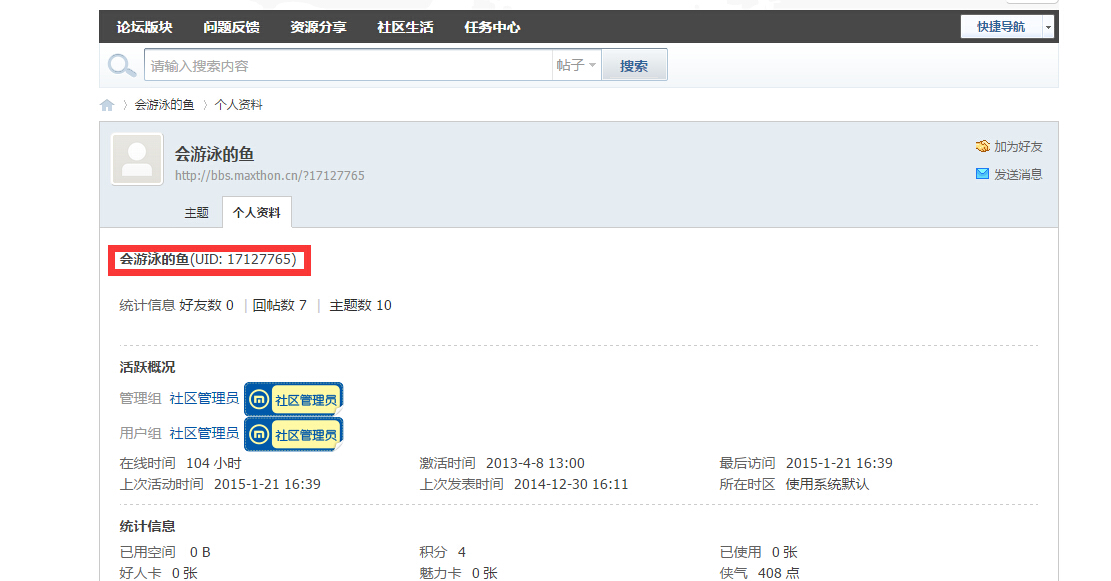 论坛版块 问题反馈 资源分享 社区生活 任务中心 快捷导航
请输入搜索内容 帖子 搜索
会游泳的鱼 〉 个人资料
会游泳的鱼
http://bbs.maxthon.cn/?17127765
加为好友
发送消息
主题 个人资料
会游泳的鱼(UID: 17127765)
统计信息 好友数 0 | 回帖数 7 | 主题数 10
活跃概况
管理组 社区管理员 社区管理员
用户组 社区管理员 社区管理员
在线时间 104 小时 激活时间 2013-4-8 13:00 最后访问 2015-1-21 16:39
上次活动时间 2015-1-21 16:39 上次发表时间 2014-12-30 16:11 所在时区 使用系统默认
统计信息
已用空间 0 B 积分 4 已使用 0 张
好人卡 0 张 魅力卡 0 张 侠气 408 点